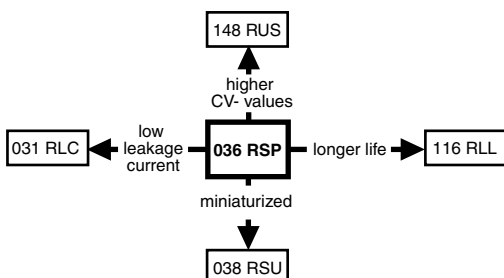 148 RUS
higher
CV- values
031 RLC
low
leakage
current
036 RSP
longer life
116 RLL
miniaturized
038 RSU